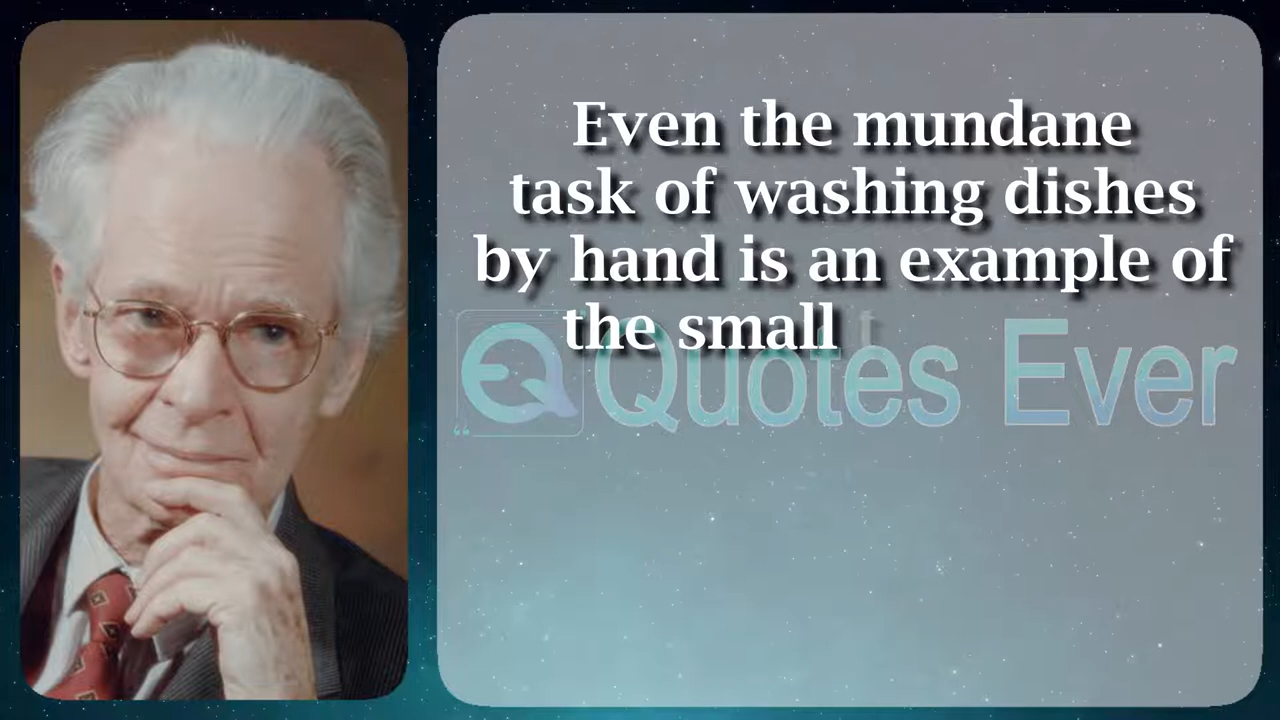 Even the mundane
task of washing dishes
by hand is an example of
the small t
Quotes Ever